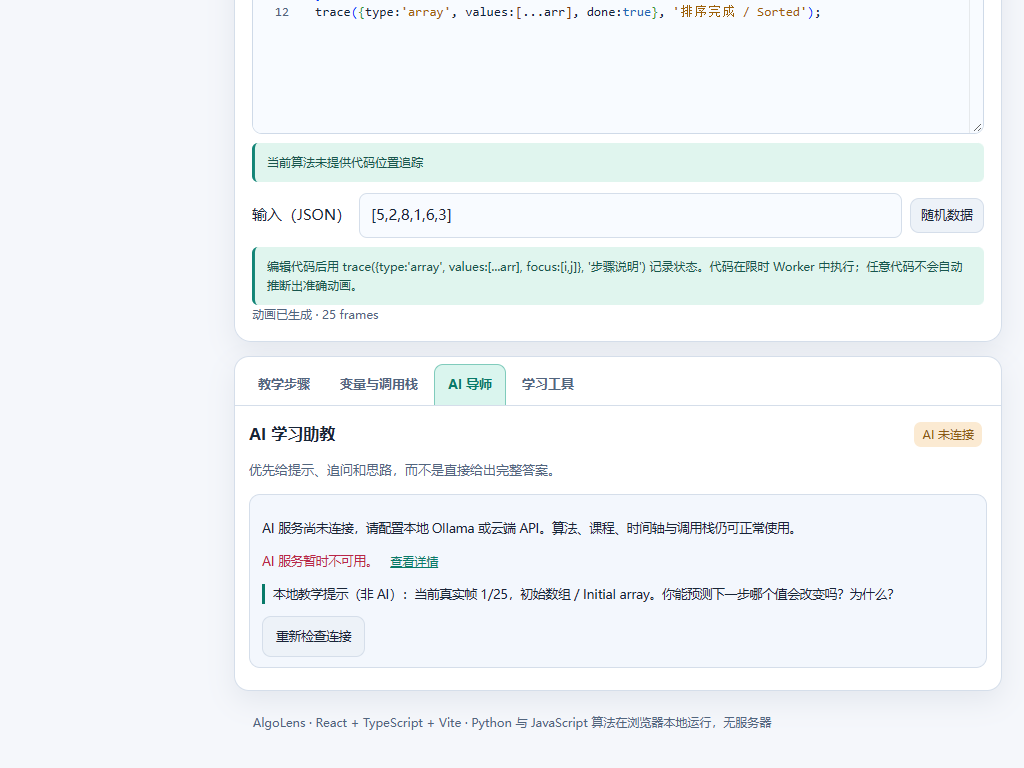 12 trace({type:'array', values:[...arr], done:true}, '排序完成 / Sorted');
当前算法未提供代码位置追踪
输入（JSON） [5,2,8,1,6,3] 随机数据
编辑代码后用 trace({type:'array', values:[...arr], focus:[i,j]}, '步骤说明') 记录状态。代码在限时 Worker 中执行；任意代码不会自动
推断出准确动画。
动画已生成 · 25 frames
教学步骤 变量与调用栈 AI 导师 学习工具
AI 学习助教 AI 未连接
优先给提示、追问和思路，而不是直接给出完整答案。
AI 服务尚未连接，请配置本地 Ollama 或云端 API。算法、课程、时间轴与调用栈仍可正常使用。
AI 服务暂时不可用。 查看详情
本地教学提示（非 AI）：当前真实帧 1/25，初始数组 / Initial array。你能预测下一步哪个值会改变吗？为什么？
重新检查连接
AlgoLens · React + TypeScript + Vite · Python 与 JavaScript 算法在浏览器本地运行，无服务器